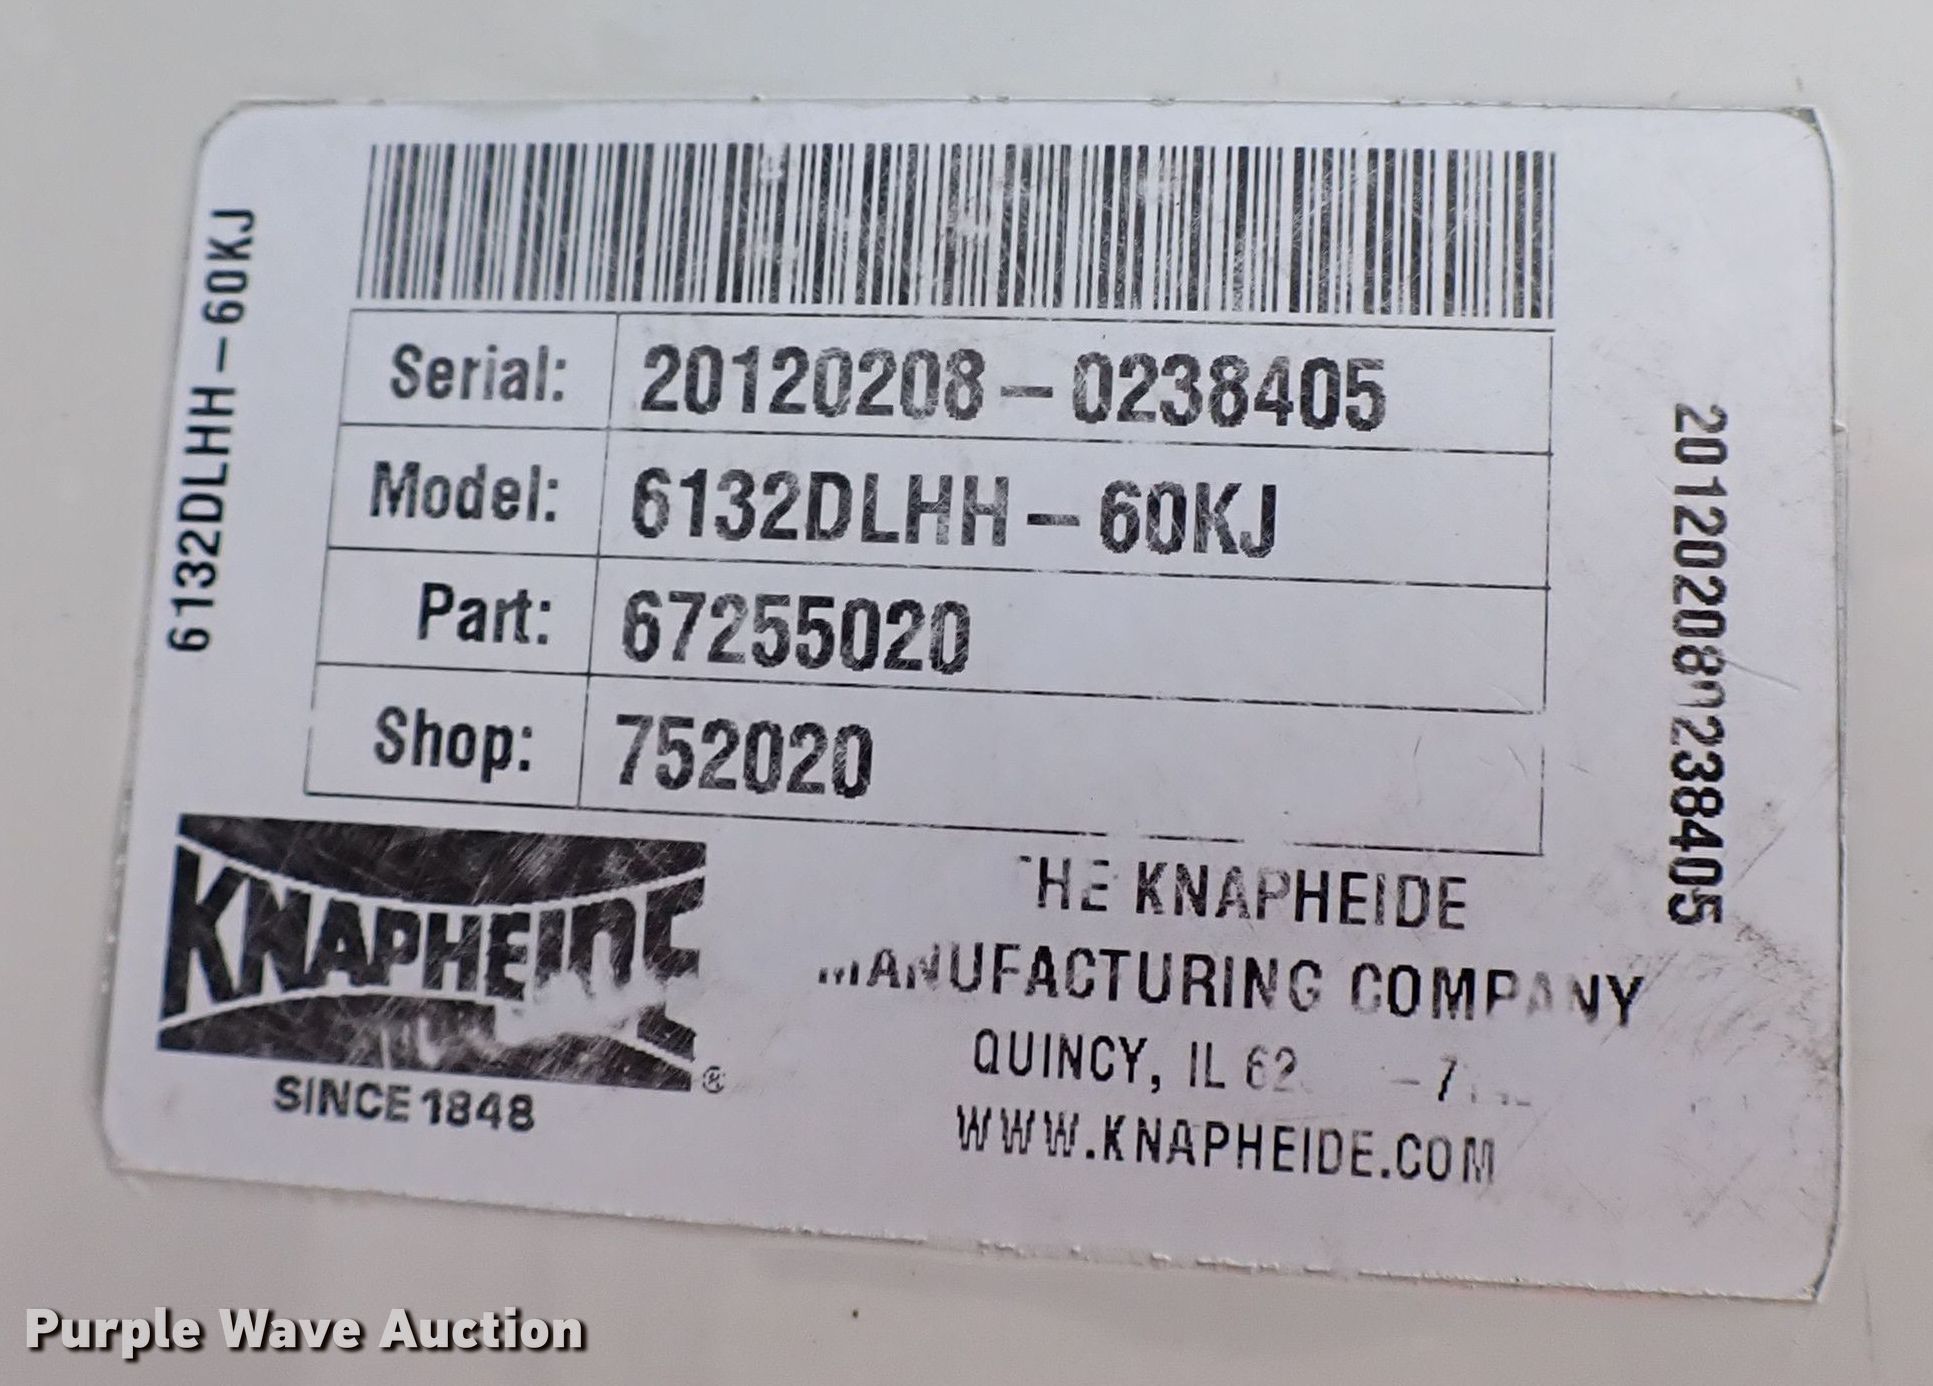 6132DLHH-60KJ
Serial: 20120208-0238405
Model: 6132DLHH-60KJ
Part: 67255020
Shop: 752020
201202080238405
KNAPHEIDE ®
SINCE 1848
THE KNAPHEIDE
MANUFACTURING COMPANY
QUINCY, IL
WWW.KNAPHEIDE.COM
Purple Wave Auction